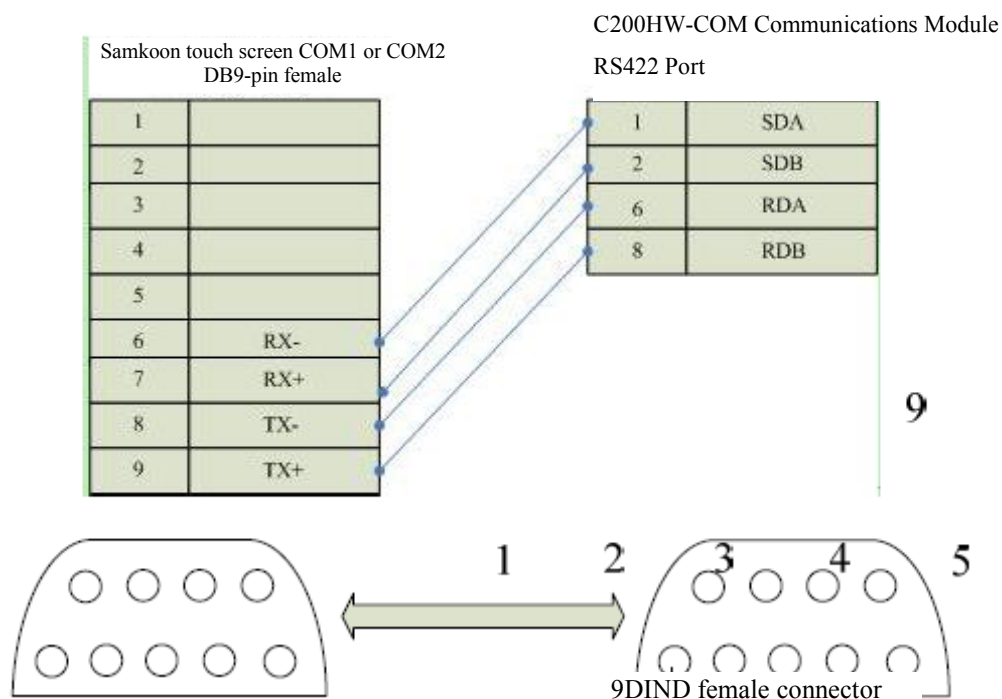 C200HW-COM Communications Module
RS422 Port
Samkoon touch screen COM1 or COM2
DB9-pin female
1
2
3
4
5
6 RX-
7 RX+
8 TX-
9 TX+
1 SDA
2 SDB
6 RDA
8 RDB
9
1 2 3 4 5
9DIND female connector